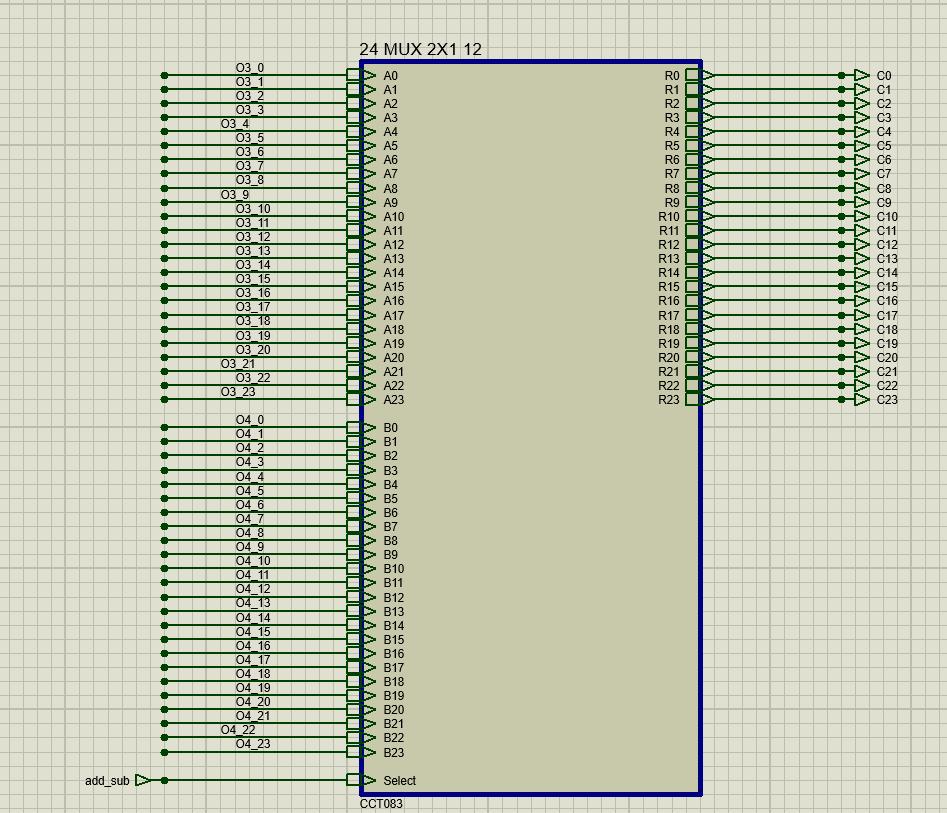 24 MUX 2X1 12
O3_0 A0 R0 C0
O3_1 A1 R1 C1
O3_2 A2 R2 C2
O3_3 A3 R3 C3
O3_4 A4 R4 C4
O3_5 A5 R5 C5
O3_6 A6 R6 C6
O3_7 A7 R7 C7
O3_8 A8 R8 C8
O3_9 A9 R9 C9
O3_10 A10 R10 C10
O3_11 A11 R11 C11
O3_12 A12 R12 C12
O3_13 A13 R13 C13
O3_14 A14 R14 C14
O3_15 A15 R15 C15
O3_16 A16 R16 C16
O3_17 A17 R17 C17
O3_18 A18 R18 C18
O3_19 A19 R19 C19
O3_20 A20 R20 C20
O3_21 A21 R21 C21
O3_22 A22 R22 C22
O3_23 A23 R23 C23
O4_0 B0
O4_1 B1
O4_2 B2
O4_3 B3
O4_4 B4
O4_5 B5
O4_6 B6
O4_7 B7
O4_8 B8
O4_9 B9
O4_10 B10
O4_11 B11
O4_12 B12
O4_13 B13
O4_14 B14
O4_15 B15
O4_16 B16
O4_17 B17
O4_18 B18
O4_19 B19
O4_20 B20
O4_21 B21
O4_22 B22
O4_23 B23
add_sub Select
CCT083